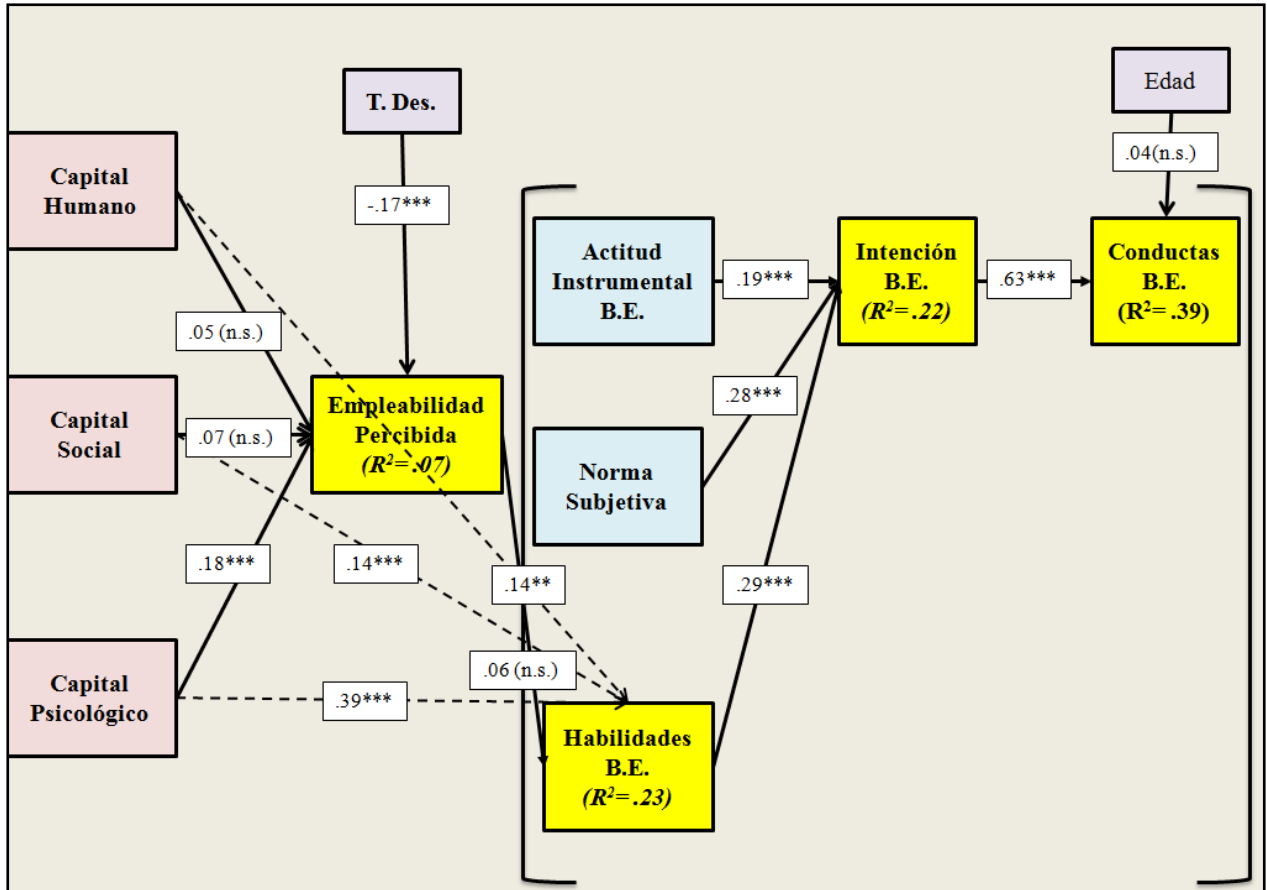 Edad
T. Des.
.04(n.s.)
Capital
Humano
-.17***
Actitud
Instrumental
B.E.
.19***
Intención
B.E.
(R²= .22)
.63***
Conductas
B.E.
(R²= .39)
.05 (n.s.)
Capital
Social
.07 (n.s.)
Empleabilidad
Percibida
(R²= .07)
.28***
Norma
Subjetiva
.18***
.14***
.14**
.29***
Capital
Psicológico
.39***
.06 (n.s.)
Habilidades
B.E.
(R²= .23)